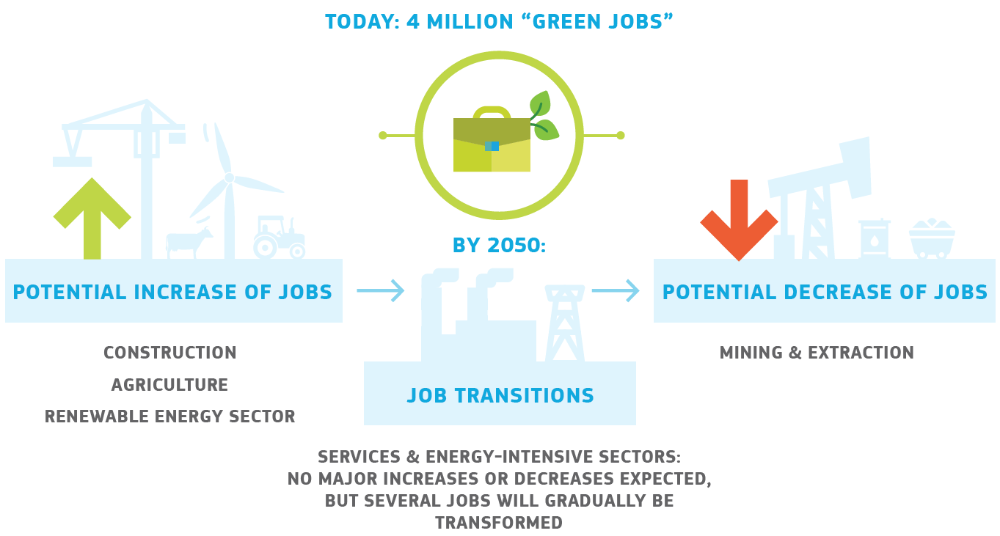 TODAY: 4 MILLION “GREEN JOBS”
BY 2050:
POTENTIAL INCREASE OF JOBS
CONSTRUCTION
AGRICULTURE
RENEWABLE ENERGY SECTOR
JOB TRANSITIONS
SERVICES & ENERGY-INTENSIVE SECTORS:
NO MAJOR INCREASES OR DECREASES EXPECTED,
BUT SEVERAL JOBS WILL GRADUALLY BE
TRANSFORMED
POTENTIAL DECREASE OF JOBS
MINING & EXTRACTION